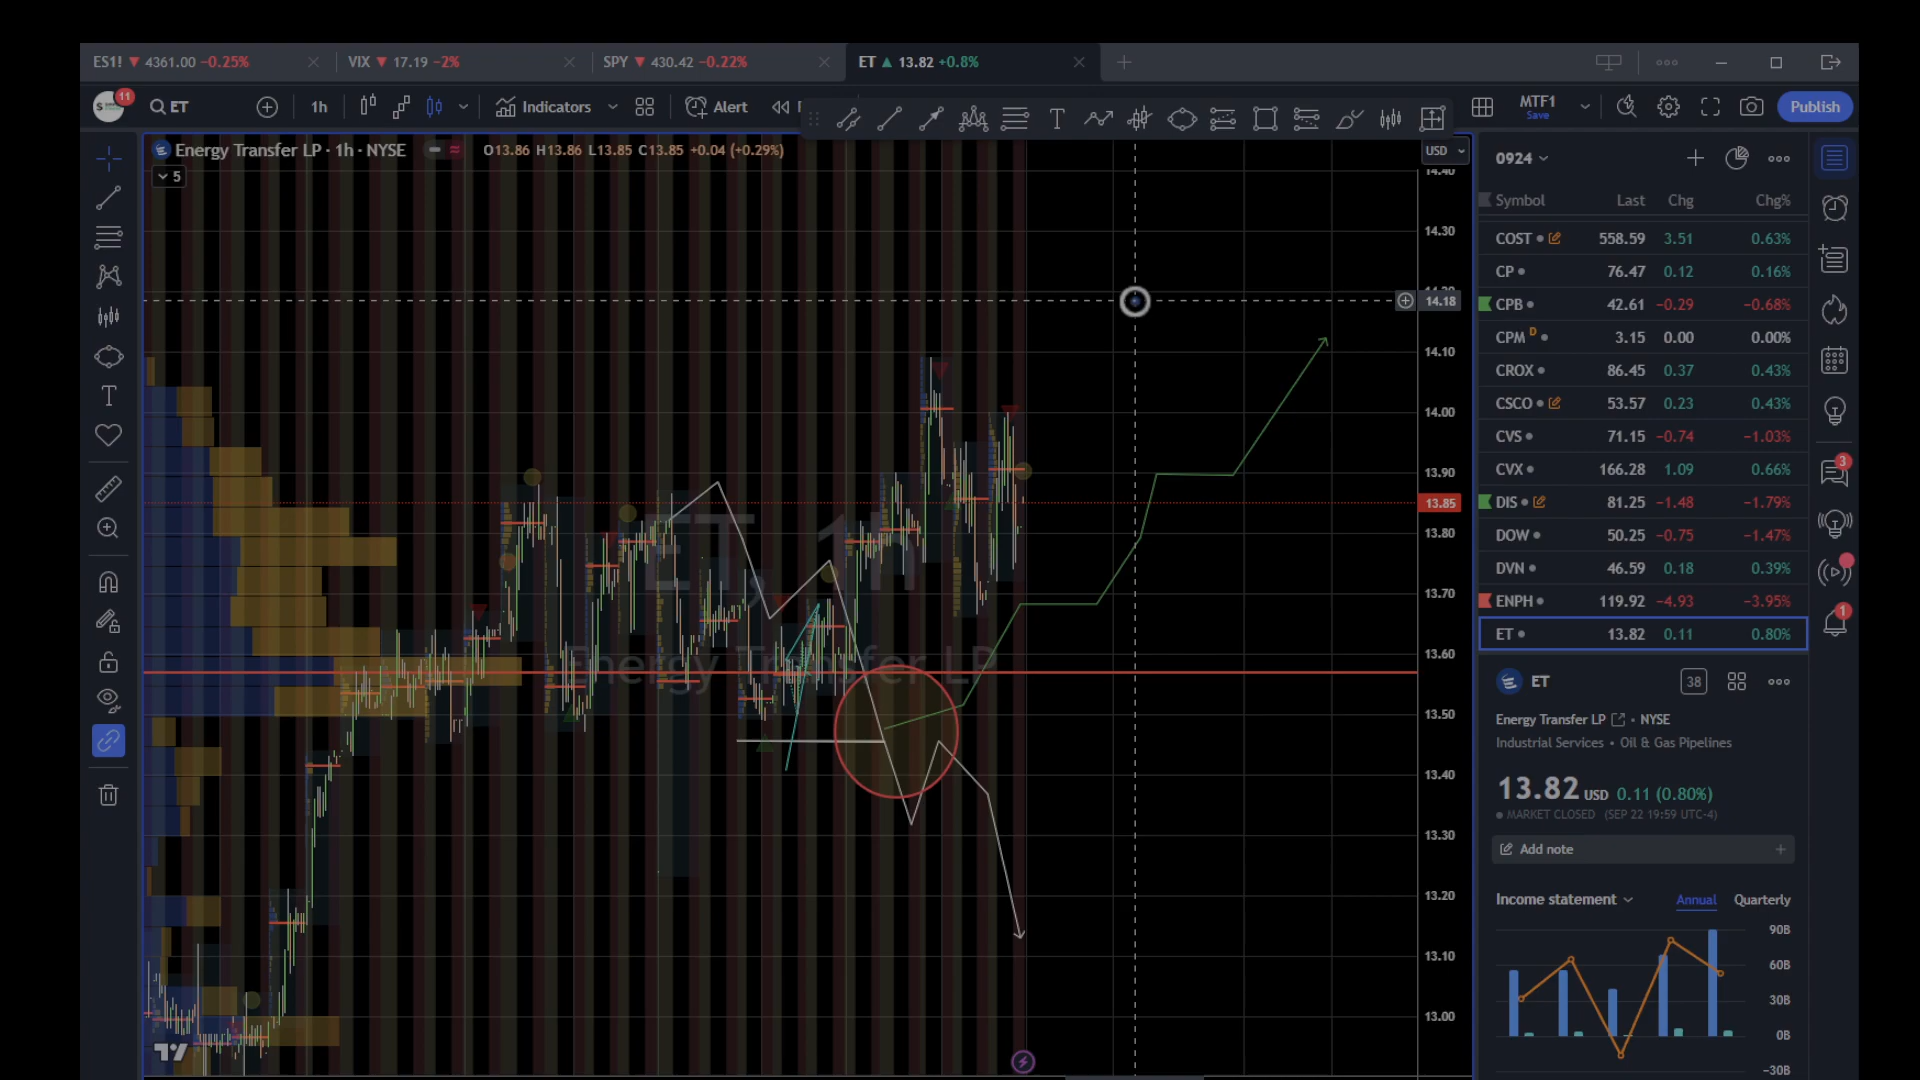 ES1! ▼ 4361.00 −0.25%
VIX ▼ 17.19 −2%
SPY ▼ 430.42 −0.22%
ET ▲ 13.82 +0.8%
11
ET
1h
Indicators
Alert
MTF1
Save
Publish
Energy Transfer LP · 1h · NYSE
O13.86 H13.86 L13.85 C13.85 +0.04 (+0.29%)
5
USD
14.40
14.30
14.18
14.10
14.00
13.90
13.85
13.80
13.70
13.60
13.50
13.40
13.30
13.20
13.10
13.00
ET, 1h
Energy Transfer LP
0924
Symbol Last Chg Chg%
COST 558.59 3.51 0.63%
CP 76.47 0.12 0.16%
CPB 42.61 −0.29 −0.68%
CPM D 3.15 0.00 0.00%
CROX 86.45 0.37 0.43%
CSCO 53.57 0.23 0.43%
CVS 71.15 −0.74 −1.03%
CVX 166.28 1.09 0.66%
DIS 81.25 −1.48 −1.79%
DOW 50.25 −0.75 −1.47%
DVN 46.59 0.18 0.39%
ENPH 119.92 −4.93 −3.95%
ET 13.82 0.11 0.80%
3
1
ET
38
Energy Transfer LP • NYSE
Industrial Services • Oil & Gas Pipelines
13.82 USD 0.11 (0.80%)
MARKET CLOSED (SEP 22 19:59 UTC-4)
Add note
Income statement
Annual Quarterly
90B
60B
30B
0B
−30B